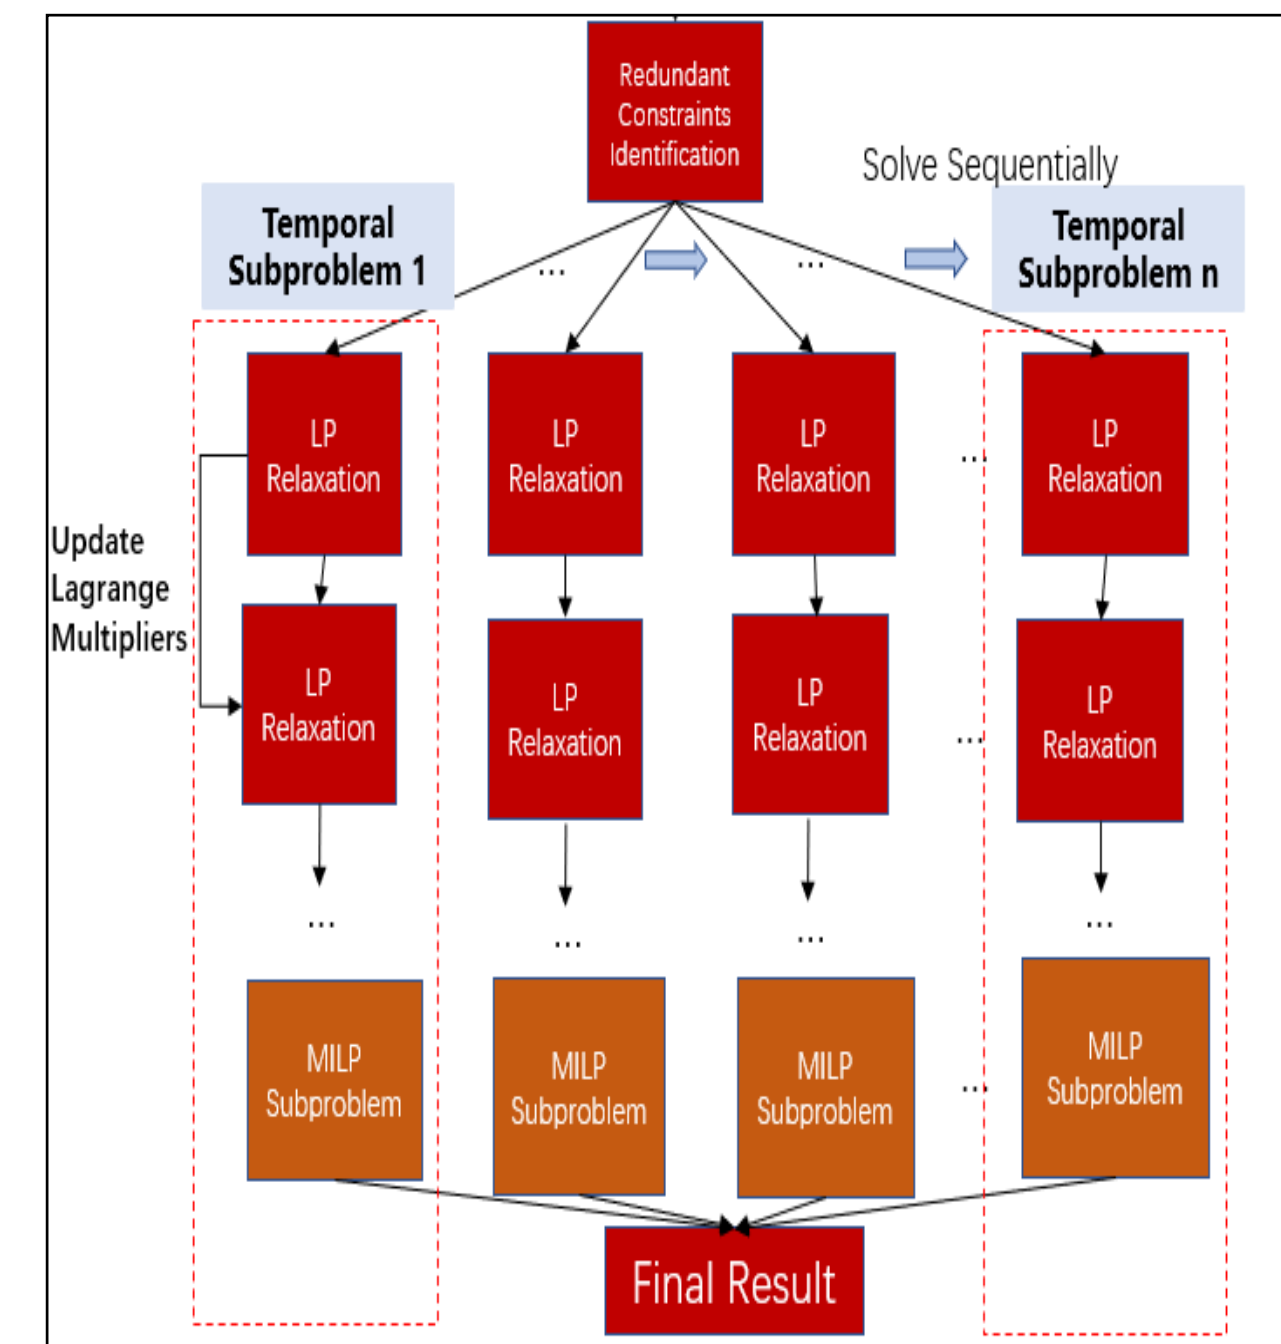 Redundant
Constraints
Identification
Solve Sequentially
Temporal
Subproblem 1
...
...
Temporal
Subproblem n
LP
Relaxation
LP
Relaxation
LP
Relaxation
...
LP
Relaxation
Update
Lagrange
Multipliers
LP
Relaxation
LP
Relaxation
LP
Relaxation
...
LP
Relaxation
...
...
...
...
MILP
Subproblem
MILP
Subproblem
MILP
Subproblem
...
MILP
Subproblem
Final Result